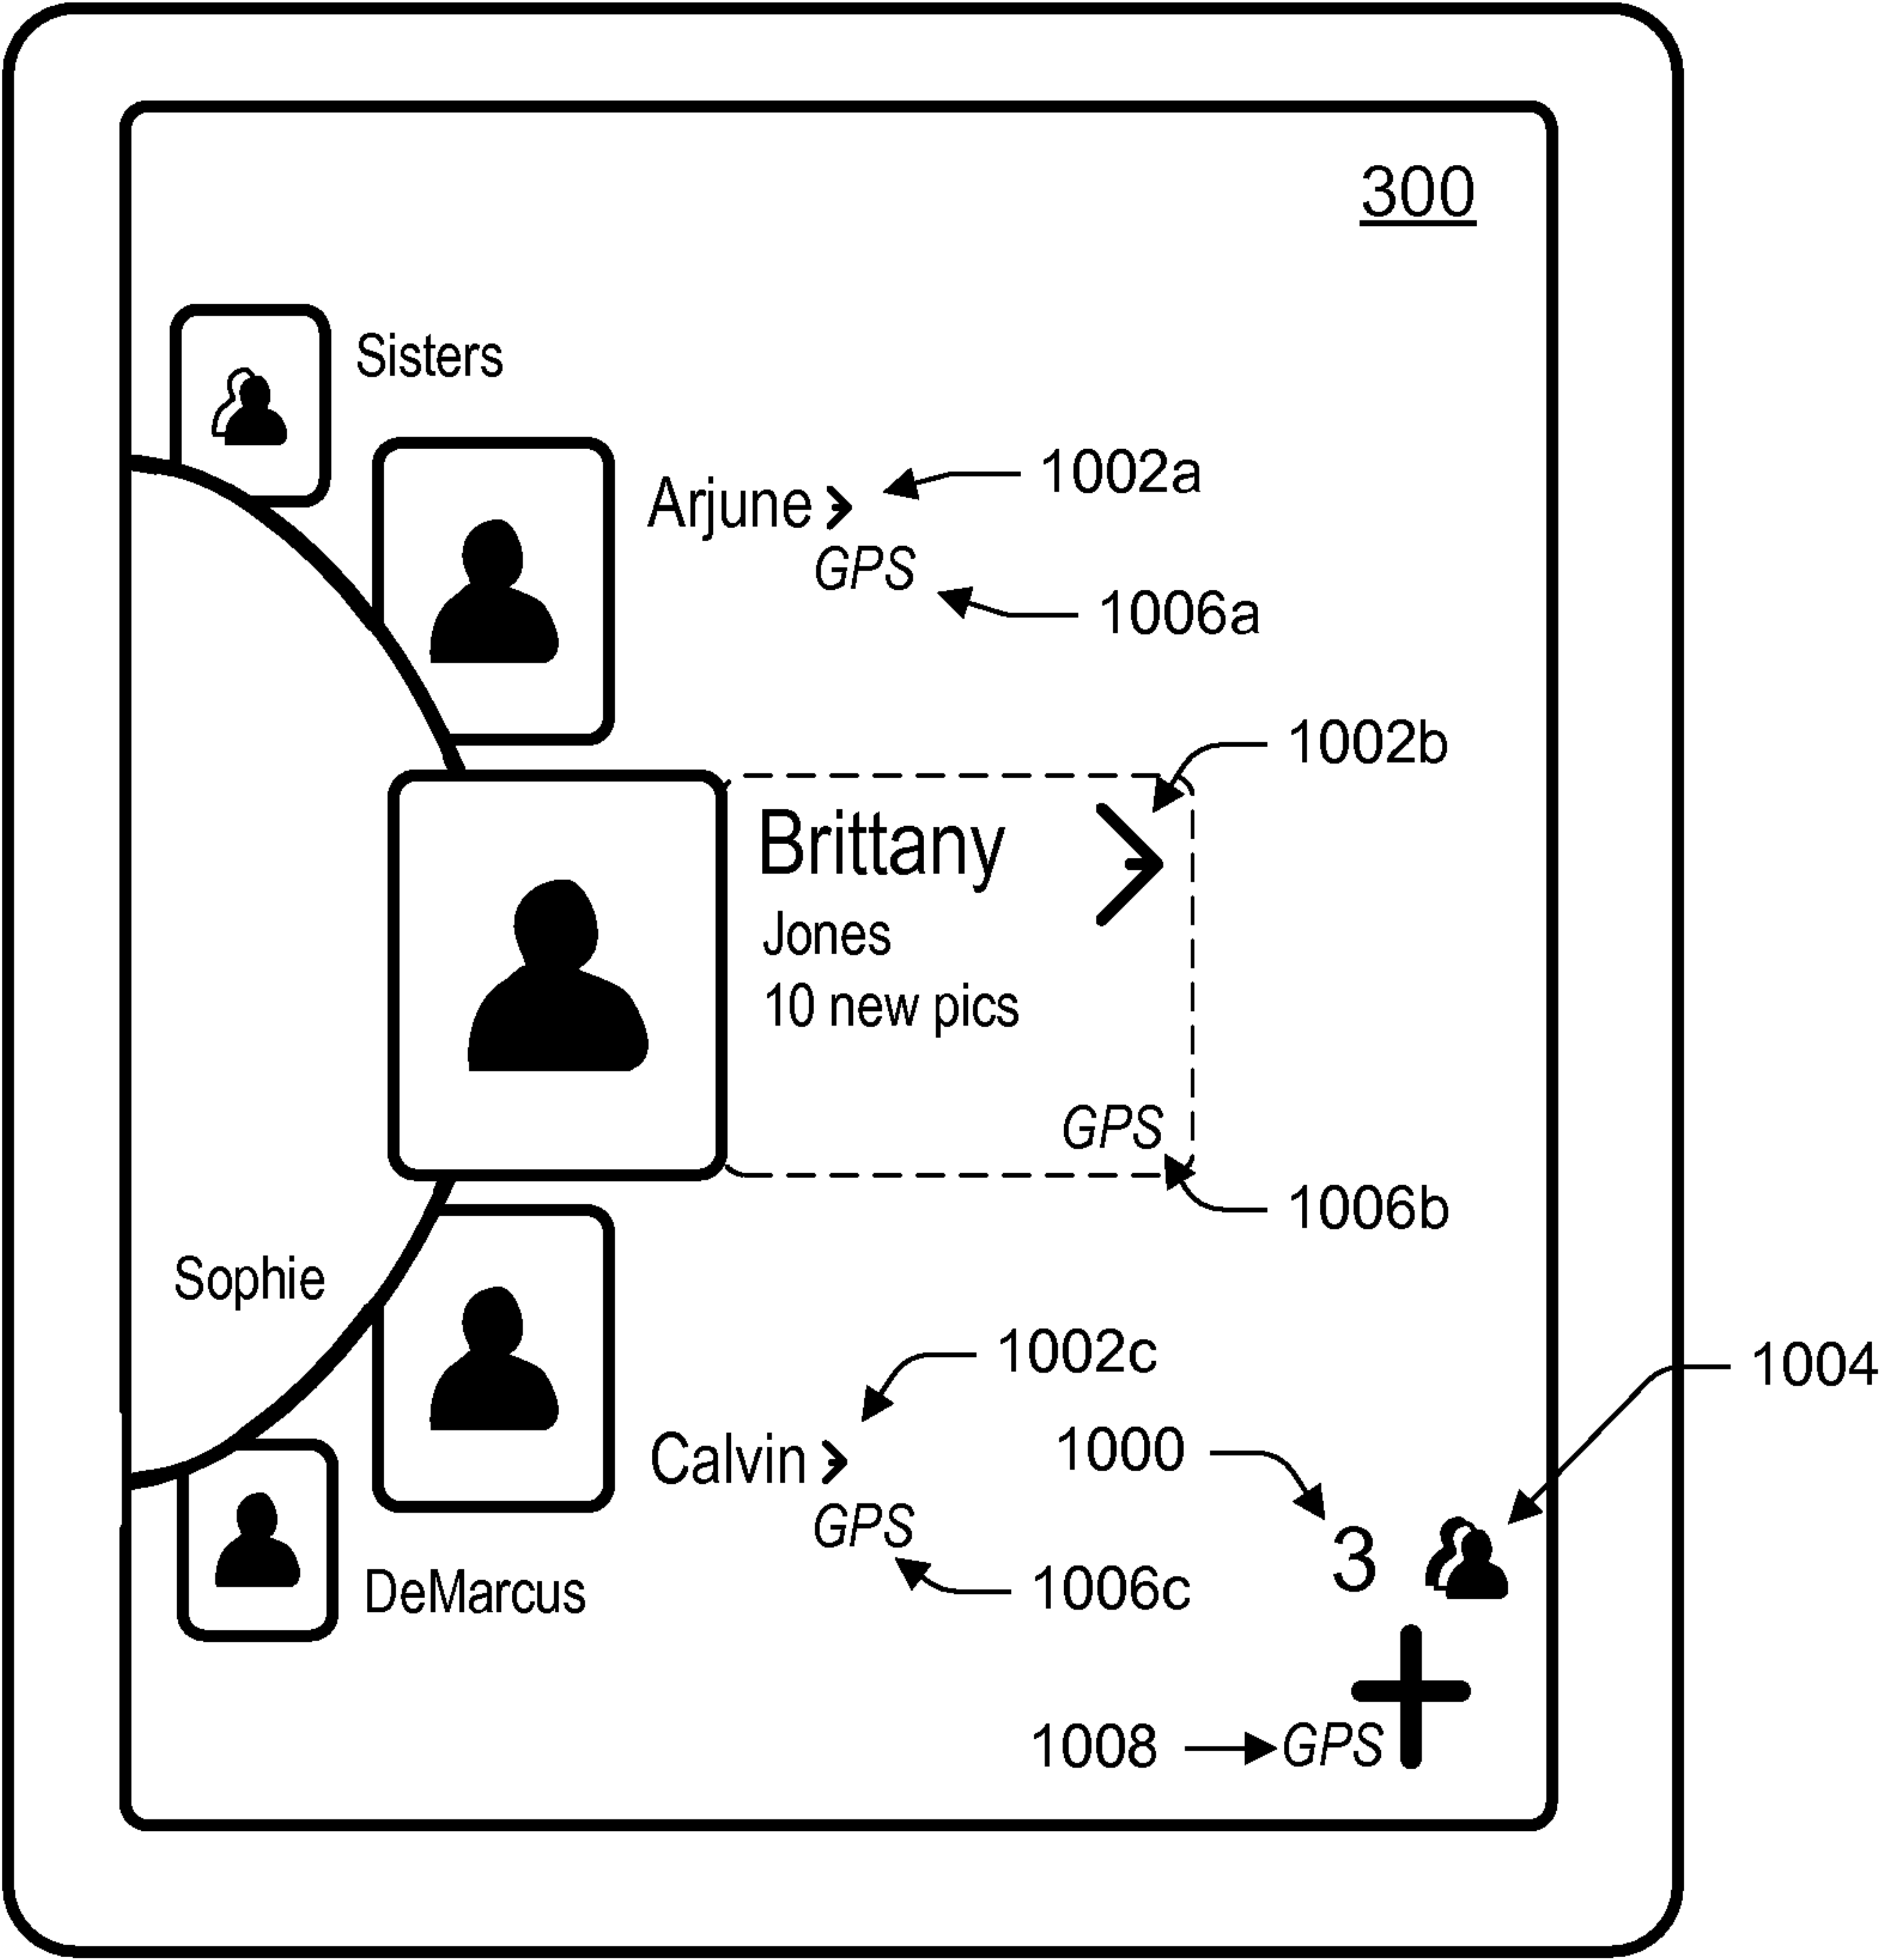 300
Sisters
1002a
Arjune
GPS
1006a
1002b
Brittany
Jones
10 new pics
GPS
1006b
Sophie
1002c
1004
Calvin
1000
GPS
3
1006c
DeMarcus
1008
GPS